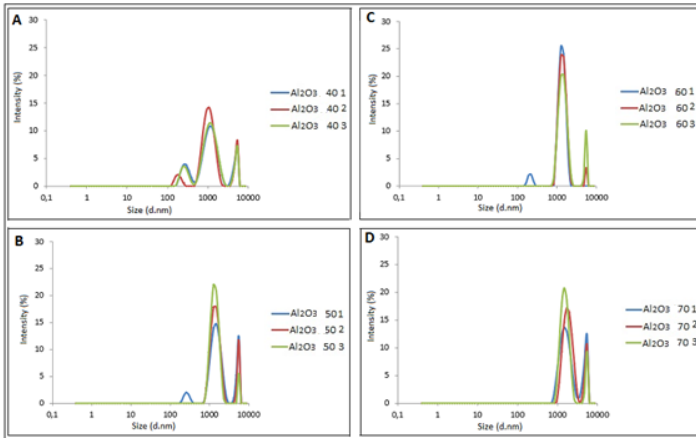 A
Intensity (%)
30
25
20
15
10
5
0
0,1
1
10
100
1000
10000
Size (d.nm)
Al2O3 40 1
Al2O3 40 2
Al2O3 40 3
C
Intensity (%)
30
25
20
15
10
5
0
0,1
1
10
100
1000
10000
Size (d.nm)
Al2O3 60 1
Al2O3 60 2
Al2O3 60 3
B
Intensity (%)
30
25
20
15
10
5
0
0,1
1
10
100
1000
10000
Size (d.nm)
Al2O3 50 1
Al2O3 50 2
Al2O3 50 3
D
Intensity (%)
30
25
20
15
10
5
0
0,1
1
10
100
1000
10000
Size (d.nm)
Al2O3 70 1
Al2O3 70 2
Al2O3 70 3